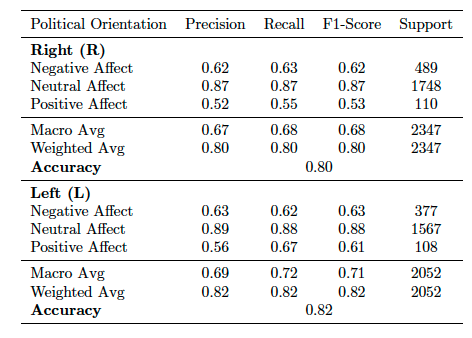 Political Orientation Precision Recall F1-Score Support
Right (R)
Negative Affect 0.62 0.63 0.62 489
Neutral Affect 0.87 0.87 0.87 1748
Positive Affect 0.52 0.55 0.53 110
Macro Avg 0.67 0.68 0.68 2347
Weighted Avg 0.80 0.80 0.80 2347
Accuracy 0.80
Left (L)
Negative Affect 0.63 0.62 0.63 377
Neutral Affect 0.89 0.88 0.88 1567
Positive Affect 0.56 0.67 0.61 108
Macro Avg 0.69 0.72 0.71 2052
Weighted Avg 0.82 0.82 0.82 2052
Accuracy 0.82